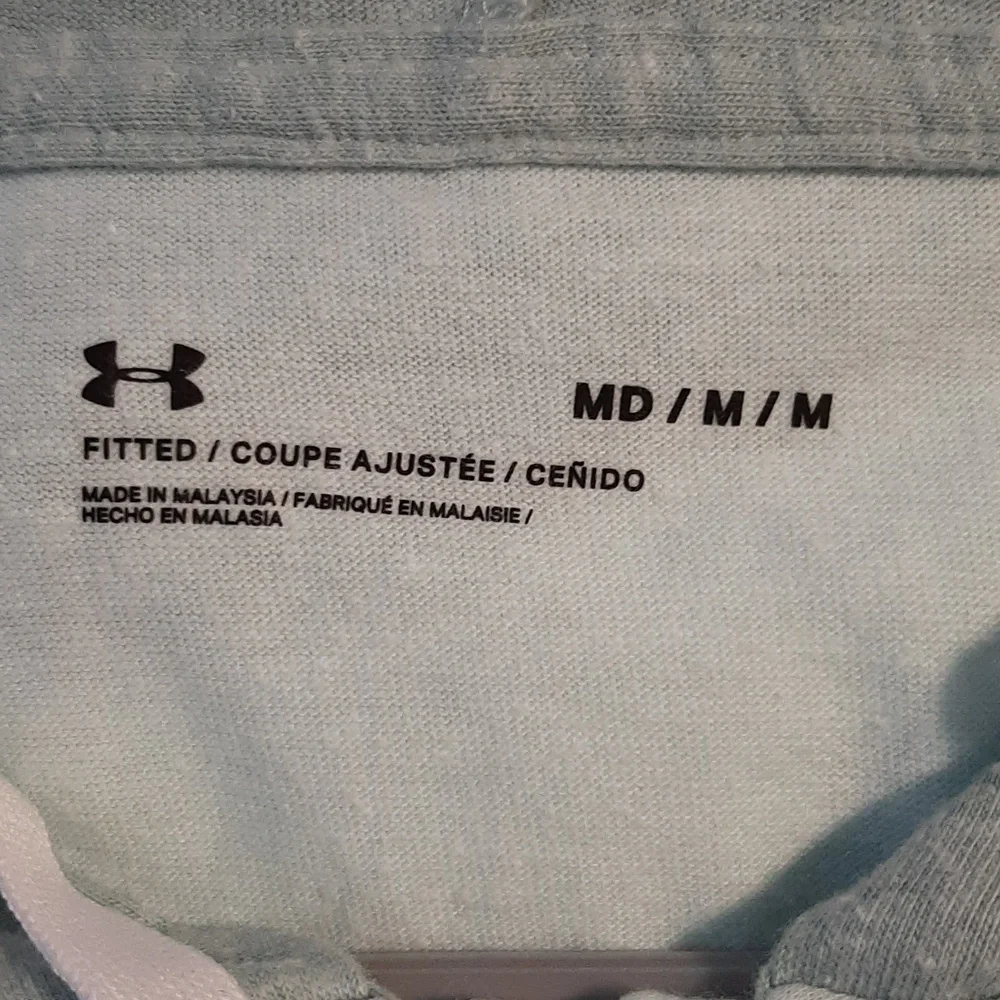 MD / M / M
FITTED / COUPE AJUSTÉE / CEÑIDO
MADE IN MALAYSIA / FABRIQUÉ EN MALAISIE /
HECHO EN MALASIA